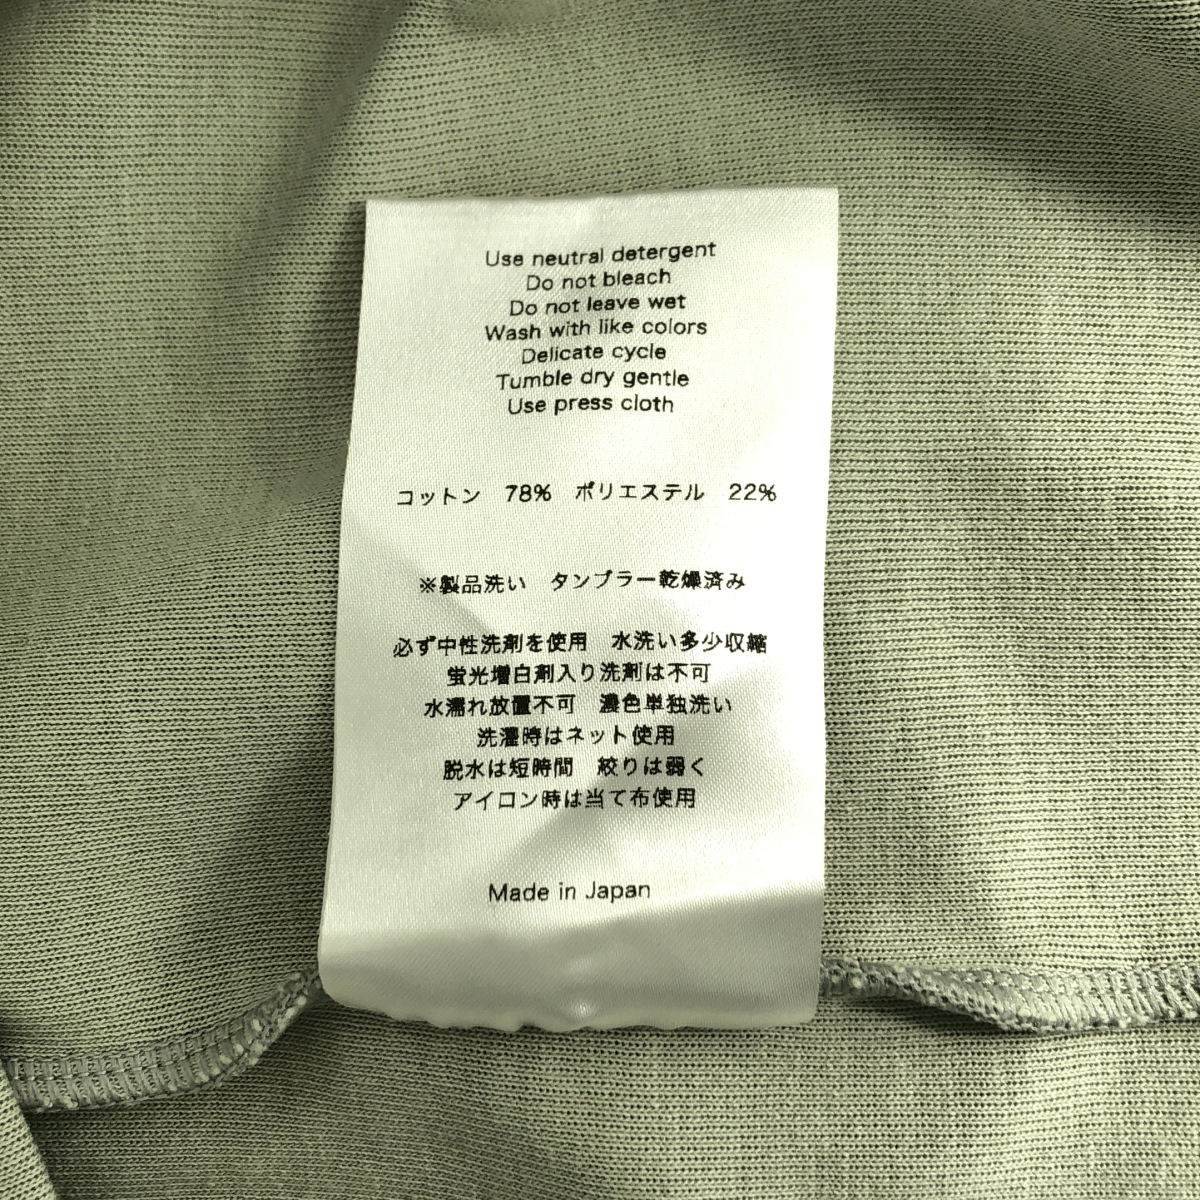 Use neutral detergent
Do not bleach
Do not leave wet
Wash with like colors
Delicate cycle
Tumble dry gentle
Use press cloth
コットン　78%　ポリエステル　22%
※製品洗い　タンブラー乾燥済み
必ず中性洗剤を使用　水洗い多少収縮
蛍光増白剤入り洗剤は不可
水濡れ放置不可　濃色単独洗い
洗濯時はネット使用
脱水は短時間　絞りは弱く
アイロン時は当て布使用
Made in Japan